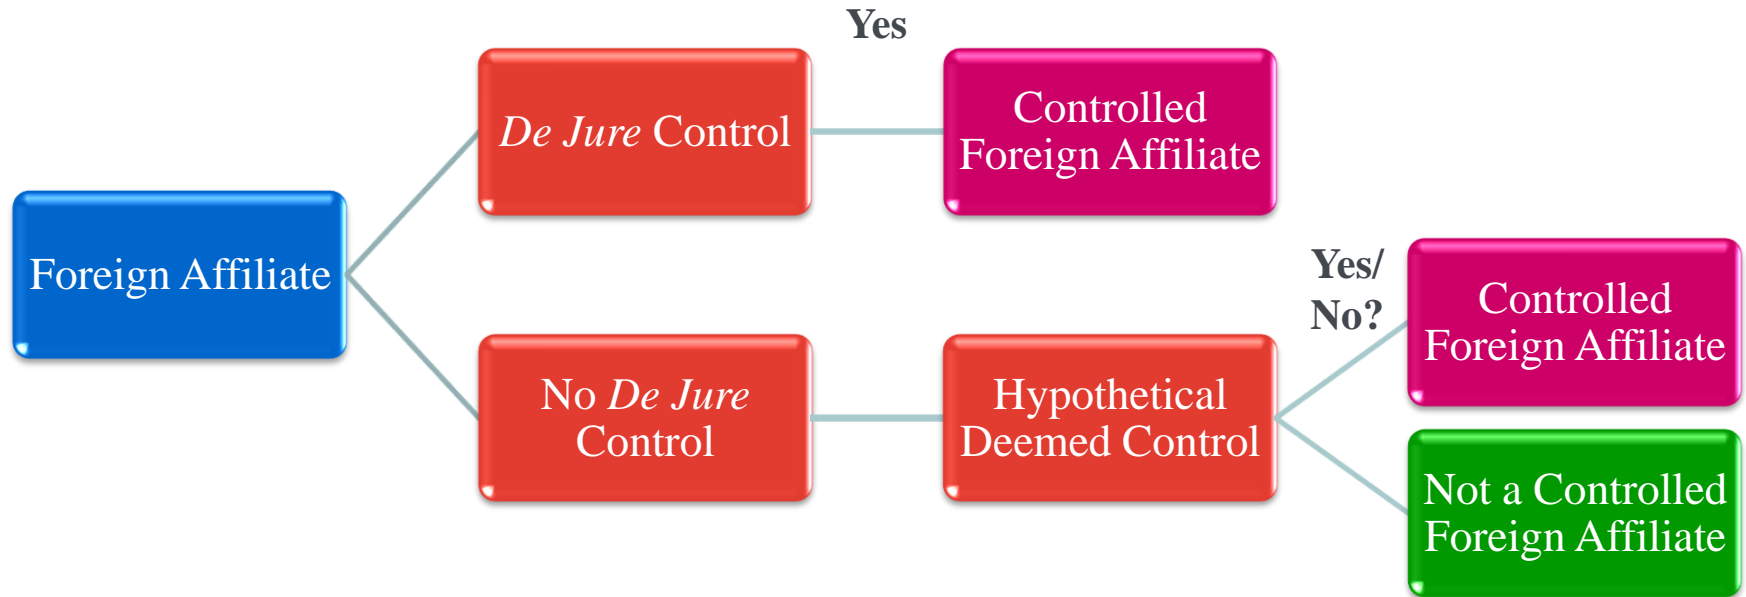 Yes
De Jure Control
Controlled
Foreign Affiliate
Foreign Affiliate
Yes/
No?
Controlled
Foreign Affiliate
No De Jure
Control
Hypothetical
Deemed Control
Not a Controlled
Foreign Affiliate